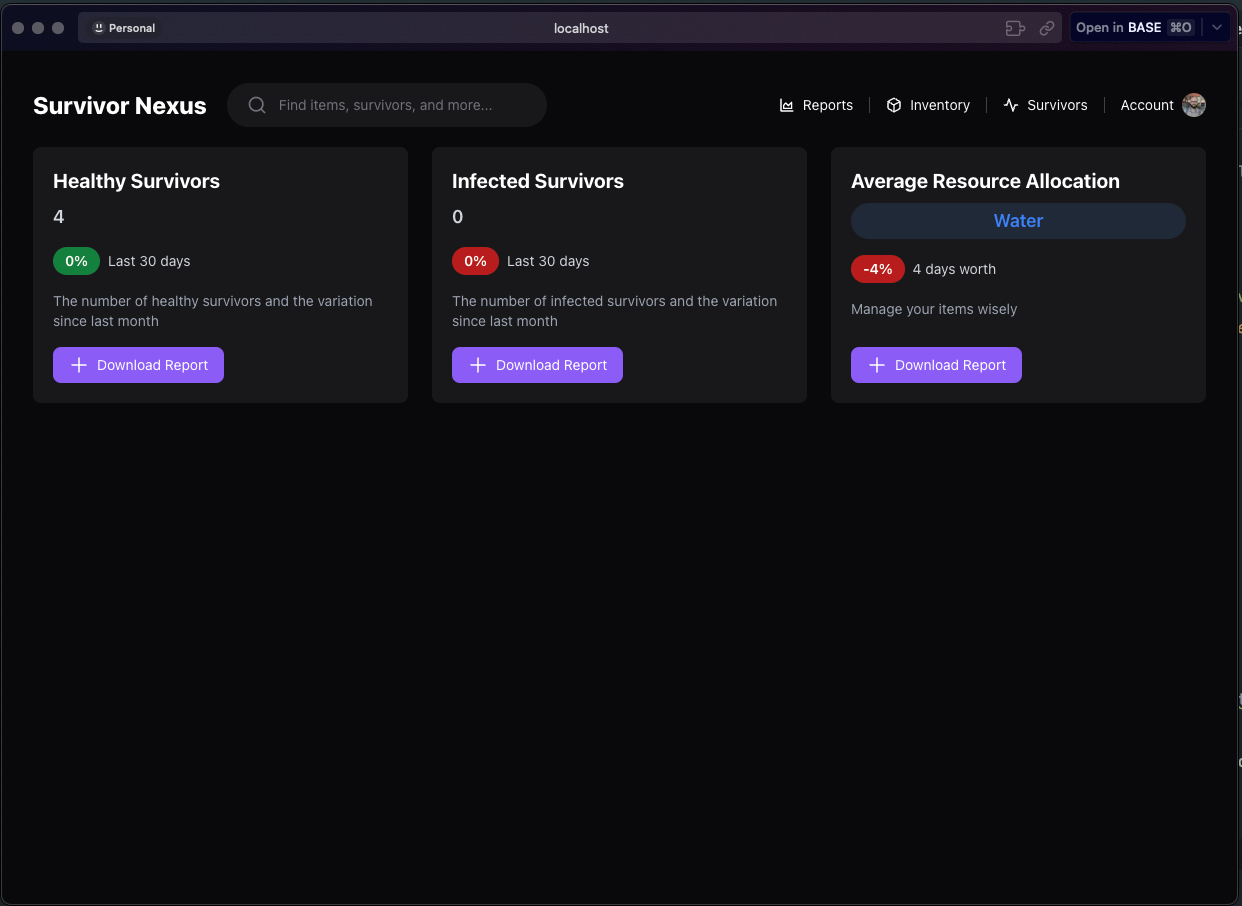 Personal
localhost
Open in BASE ⌘O
Survivor Nexus
Find items, survivors, and more...
Reports
Inventory
Survivors
Account
Healthy Survivors
4
0% Last 30 days
The number of healthy survivors and the variation
since last month
Download Report
Infected Survivors
0
0% Last 30 days
The number of infected survivors and the variation
since last month
Download Report
Average Resource Allocation
Water
-4% 4 days worth
Manage your items wisely
Download Report